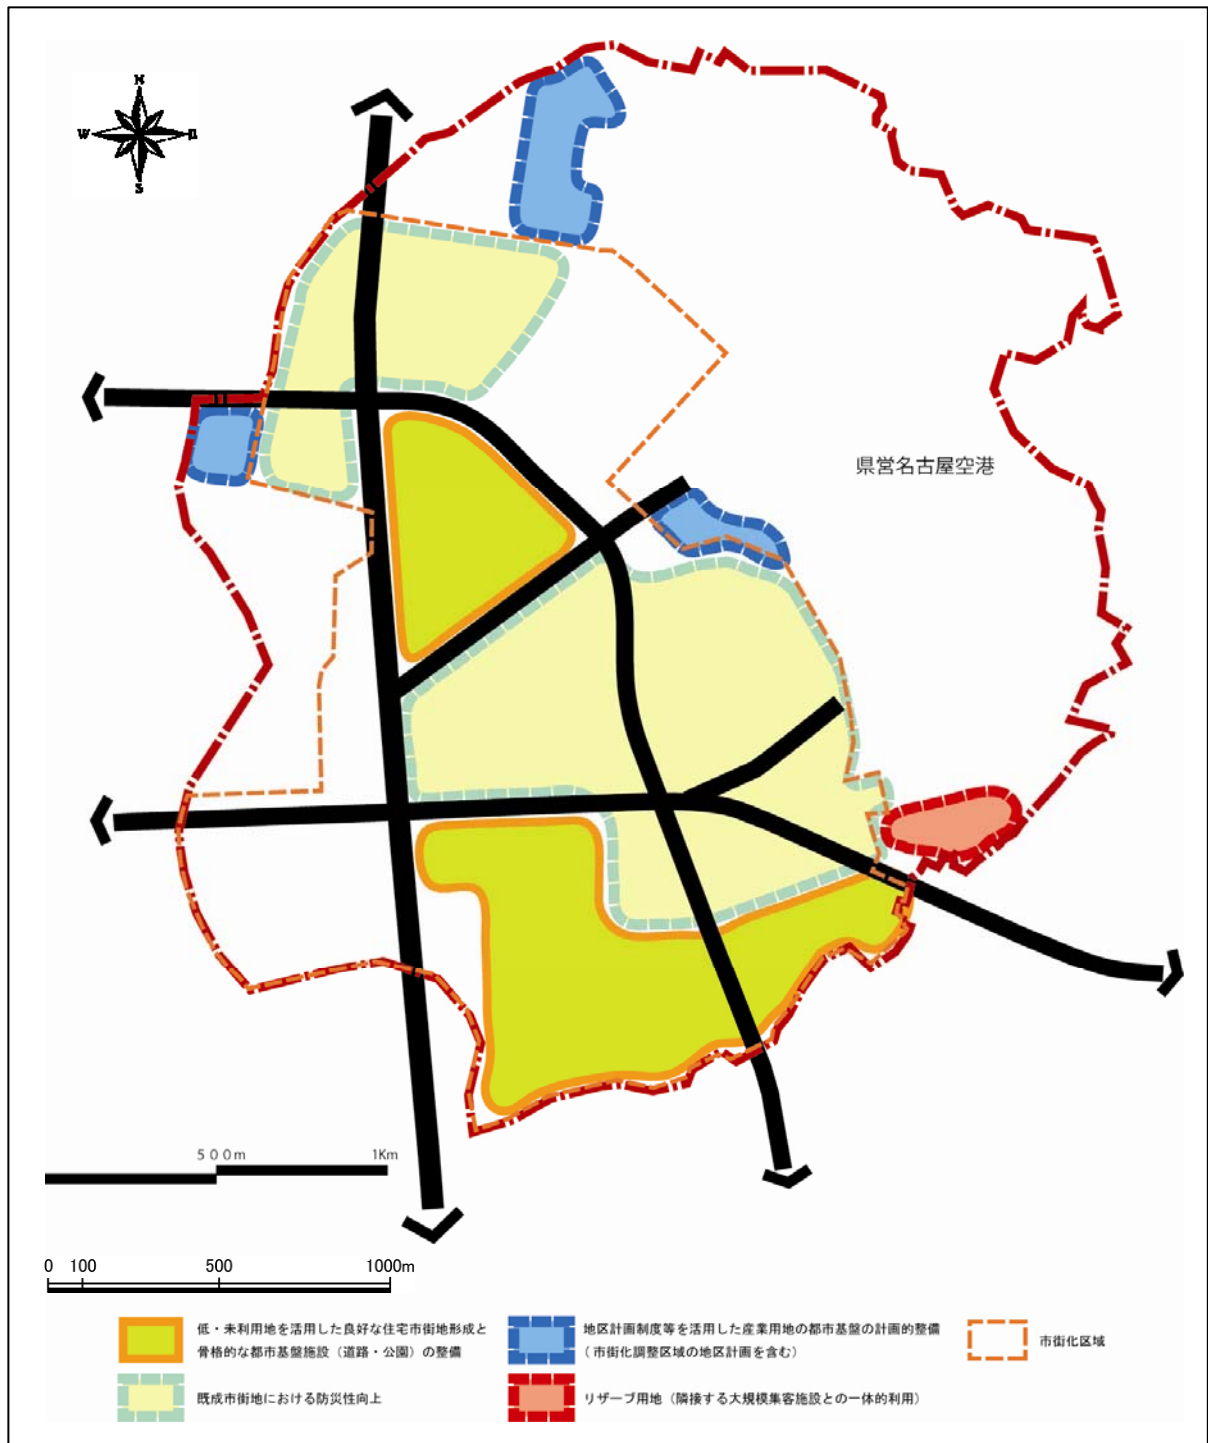 N
W
S
県営名古屋空港
500m 1Km
0 100 500 1000m
低・未利用地を活用した良好な住宅市街地形成と
骨格的な都市基盤施設（道路・公園）の整備
地区計画制度等を活用した産業用地の都市基盤の計画的整備
（市街化調整区域の地区計画を含む）
市街化区域
既成市街地における防災性向上
リザーブ用地（隣接する大規模集客施設との一体的利用）